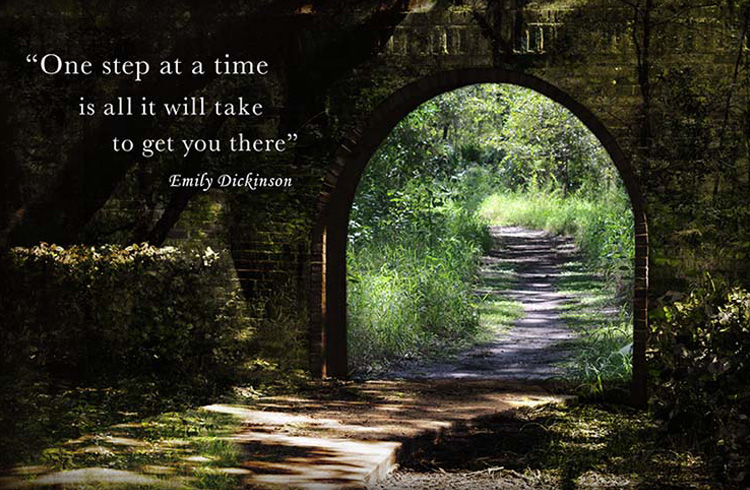 “One step at a time
is all it will take
to get you there”
Emily Dickinson